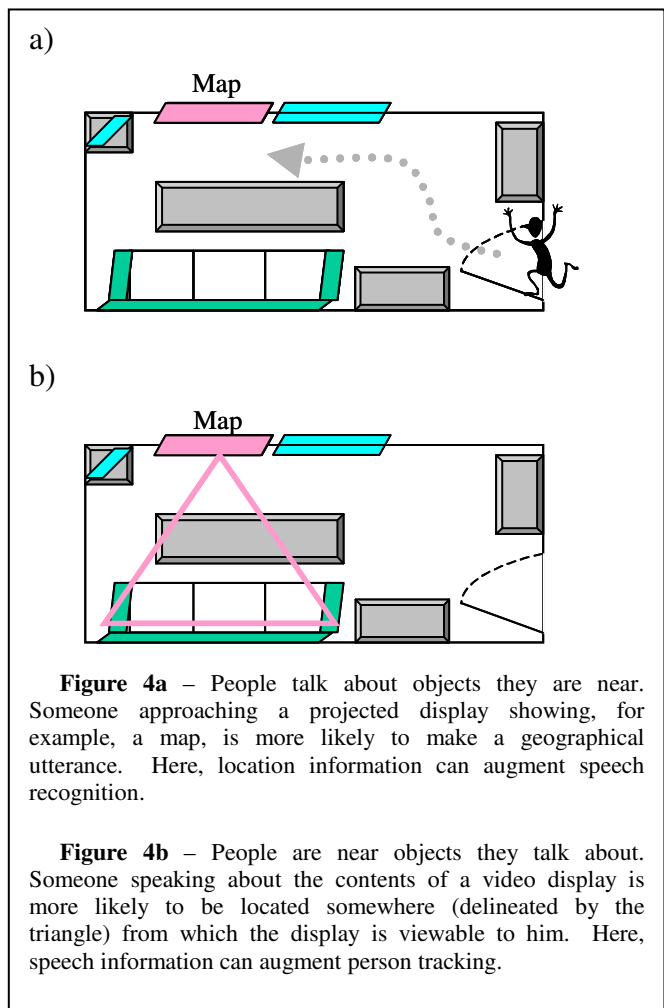 a)
Map
b)
Map
Figure 4a – People talk about objects they are near.
Someone approaching a projected display showing, for
example, a map, is more likely to make a geographical
utterance. Here, location information can augment speech
recognition.
Figure 4b – People are near objects they talk about.
Someone speaking about the contents of a video display is
more likely to be located somewhere (delineated by the
triangle) from which the display is viewable to him. Here,
speech information can augment person tracking.